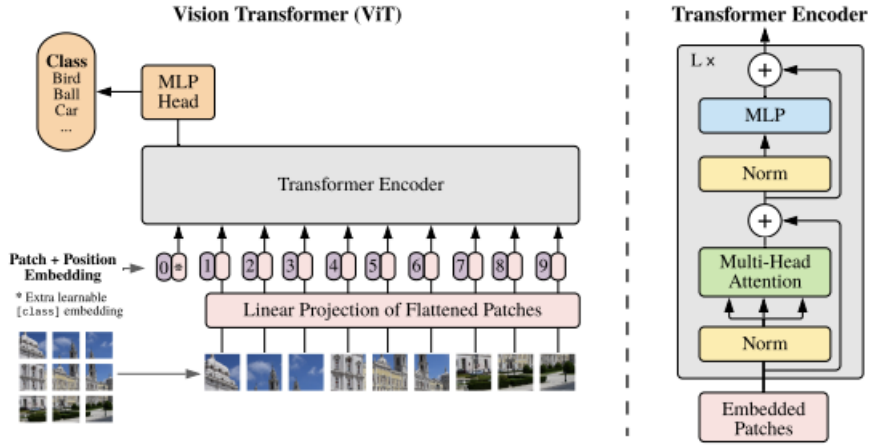 Vision Transformer (ViT)
Class
Bird
Ball
Car
...
MLP
Head
Transformer Encoder
Patch + Position
Embedding
0 * 1 2 3 4 5 6 7 8 9
* Extra learnable
[class] embedding
Linear Projection of Flattened Patches
Transformer Encoder
L ×
+
MLP
Norm
+
Multi-Head
Attention
Norm
Embedded
Patches